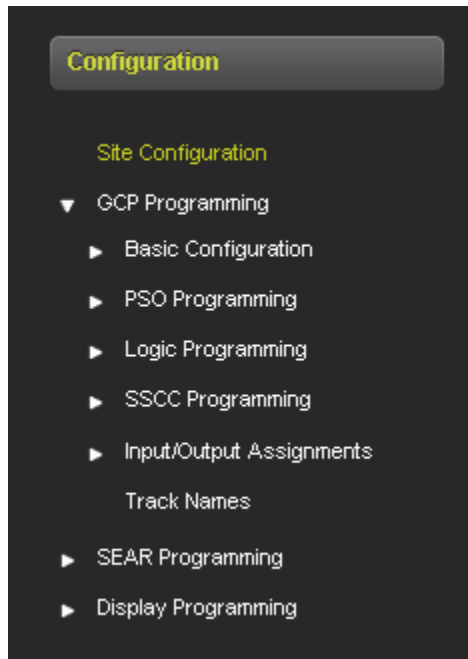 Configuration
Site Configuration
GCP Programming
Basic Configuration
PSO Programming
Logic Programming
SSCC Programming
Input/Output Assignments
Track Names
SEAR Programming
Display Programming